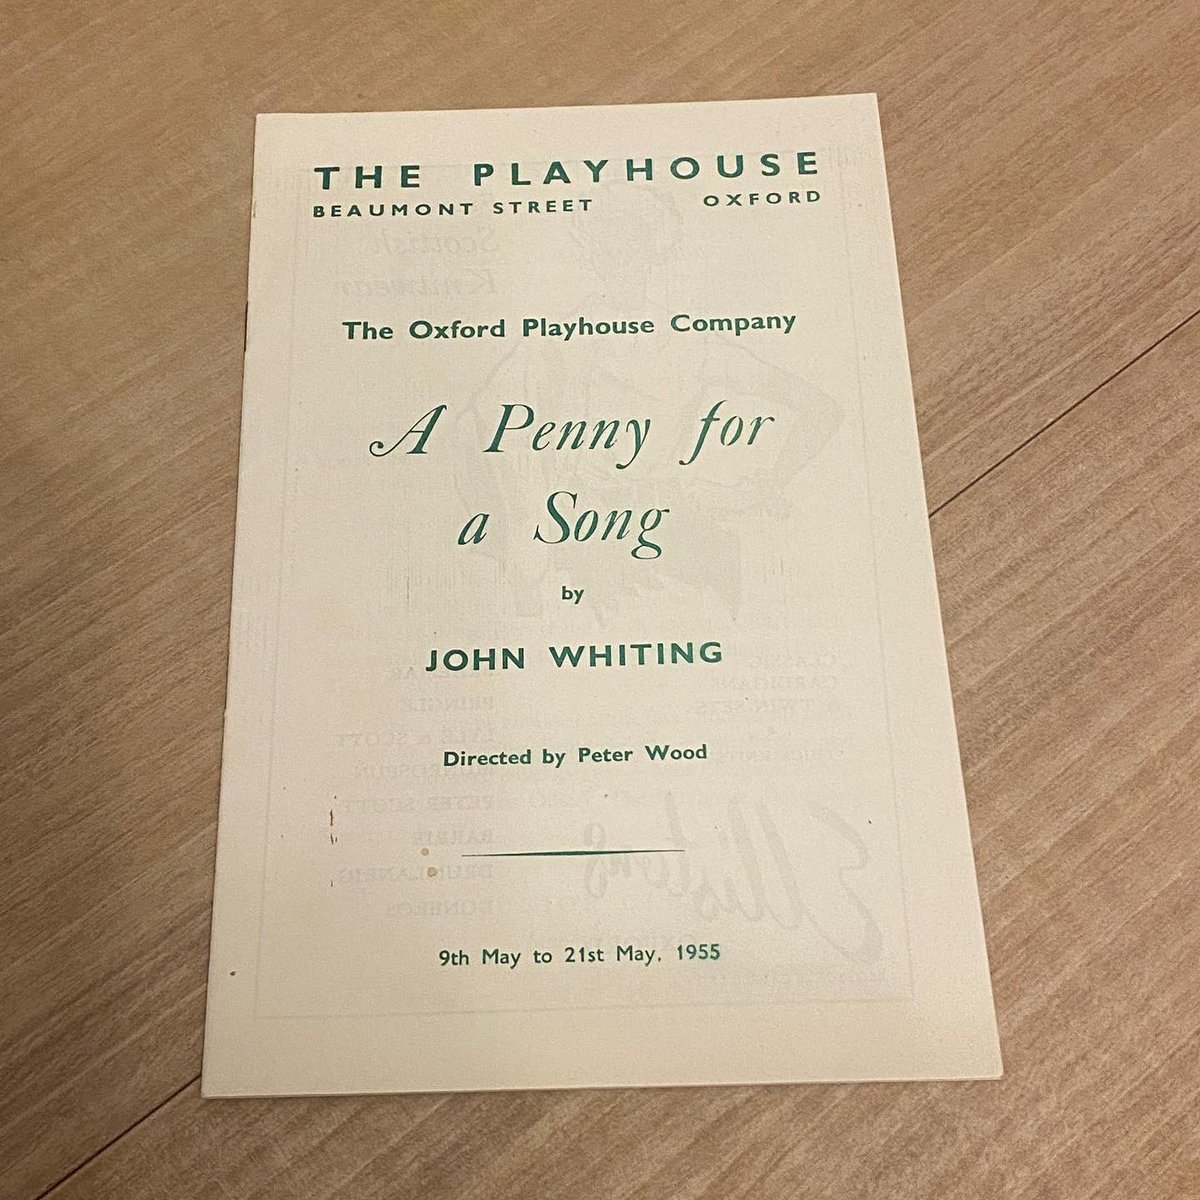 THE PLAYHOUSE
BEAUMONT STREET OXFORD
The Oxford Playhouse Company
A Penny for
a Song
by
JOHN WHITING
Directed by Peter Wood
9th May to 21st May, 1955